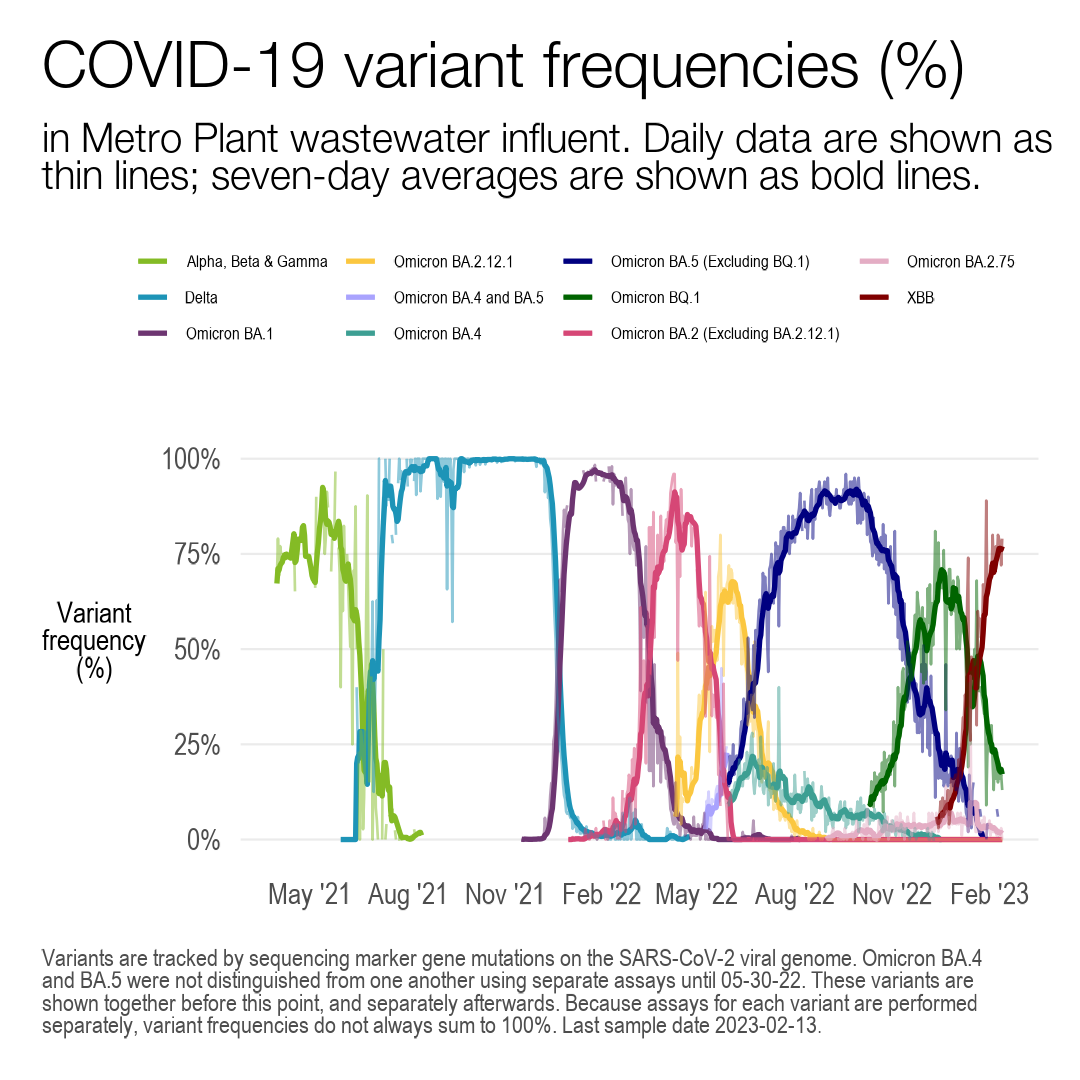 COVID-19 variant frequencies (%)
in Metro Plant wastewater influent. Daily data are shown as
thin lines; seven-day averages are shown as bold lines.
Alpha, Beta & Gamma
Omicron BA.2.12.1
Omicron BA.5 (Excluding BQ.1)
Omicron BA.2.75
Delta
Omicron BA.4 and BA.5
Omicron BQ.1
XBB
Omicron BA.1
Omicron BA.4
Omicron BA.2 (Excluding BA.2.12.1)
Variant
frequency
(%)
100%
75%
50%
25%
0%
May '21
Aug '21
Nov '21
Feb '22
May '22
Aug '22
Nov '22
Feb '23
Variants are tracked by sequencing marker gene mutations on the SARS-CoV-2 viral genome. Omicron BA.4
and BA.5 were not distinguished from one another using separate assays until 05-30-22. These variants are
shown together before this point, and separately afterwards. Because assays for each variant are performed
separately, variant frequencies do not always sum to 100%. Last sample date 2023-02-13.